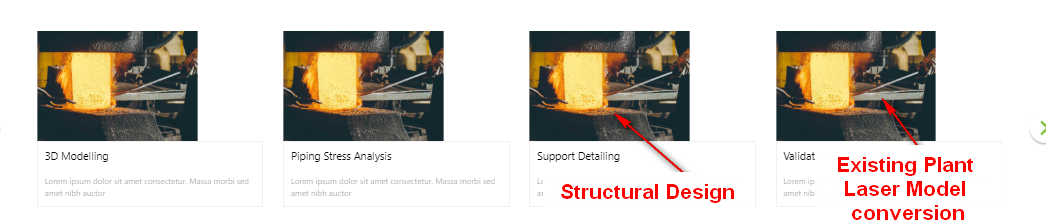 3D Modelling
Lorem ipsum dolor sit amet consectetur. Massa morbi sed
amet nibh auctor
Piping Stress Analysis
Lorem ipsum dolor sit amet consectetur. Massa morbi sed
amet nibh auctor
Support Detailing
Structural Design
Existing Plant
Laser Model
conversion